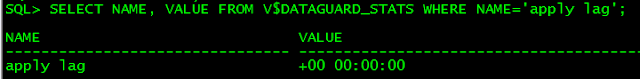 SQL> SELECT NAME, VALUE FROM V$DATAGUARD_STATS WHERE NAME='apply lag';
NAME VALUE
-------------------------------- ----------------------------------------
apply lag +00 00:00:00